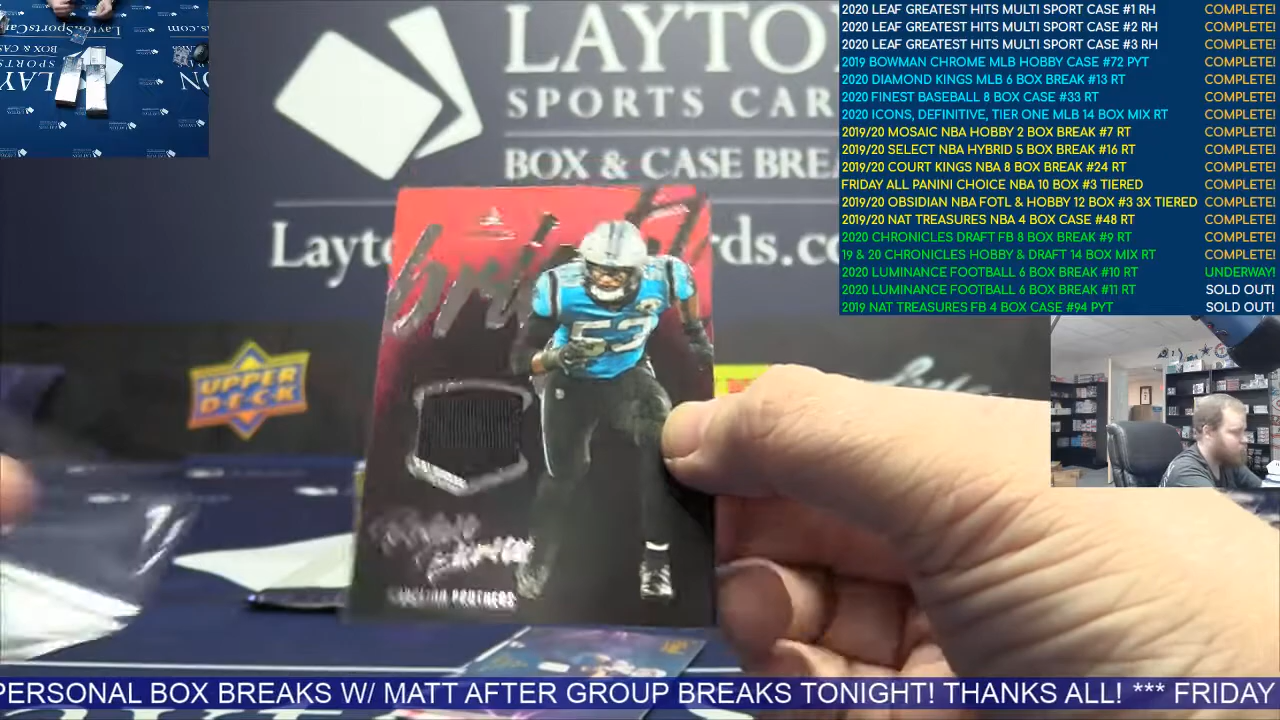 LAYTO
SPORTS CAR
BOX & CASE BREA
Layto
rds.co
UPPER
DECK
53
2020 LEAF GREATEST HITS MULTI SPORT CASE #1 RH COMPLETE!
2020 LEAF GREATEST HITS MULTI SPORT CASE #2 RH COMPLETE!
2020 LEAF GREATEST HITS MULTI SPORT CASE #3 RH COMPLETE!
2019 BOWMAN CHROME MLB HOBBY CASE #72 PYT COMPLETE!
2020 DIAMOND KINGS MLB 6 BOX BREAK #13 RT COMPLETE!
2020 FINEST BASEBALL 8 BOX CASE #33 RT COMPLETE!
2020 ICONS, DEFINITIVE, TIER ONE MLB 14 BOX MIX RT COMPLETE!
2019/20 MOSAIC NBA HOBBY 2 BOX BREAK #7 RT COMPLETE!
2019/20 SELECT NBA HYBRID 5 BOX BREAK #16 RT COMPLETE!
2019/20 COURT KINGS NBA 8 BOX BREAK #24 RT COMPLETE!
FRIDAY ALL PANINI CHOICE NBA 10 BOX #3 TIERED COMPLETE!
2019/20 OBSIDIAN NBA FOTL & HOBBY 12 BOX #3 3X TIERED COMPLETE!
2019/20 NAT TREASURES NBA 4 BOX CASE #48 RT COMPLETE!
2020 CHRONICLES DRAFT FB 8 BOX BREAK #9 RT COMPLETE!
19 & 20 CHRONICLES HOBBY & DRAFT 14 BOX MIX RT COMPLETE!
2020 LUMINANCE FOOTBALL 6 BOX BREAK #10 RT UNDERWAY!
2020 LUMINANCE FOOTBALL 6 BOX BREAK #11 RT SOLD OUT!
2019 NAT TREASURES FB 4 BOX CASE #94 PYT SOLD OUT!
PERSONAL BOX BREAKS W/ MATT AFTER GROUP BREAKS TONIGHT! THANKS ALL! *** FRIDAY